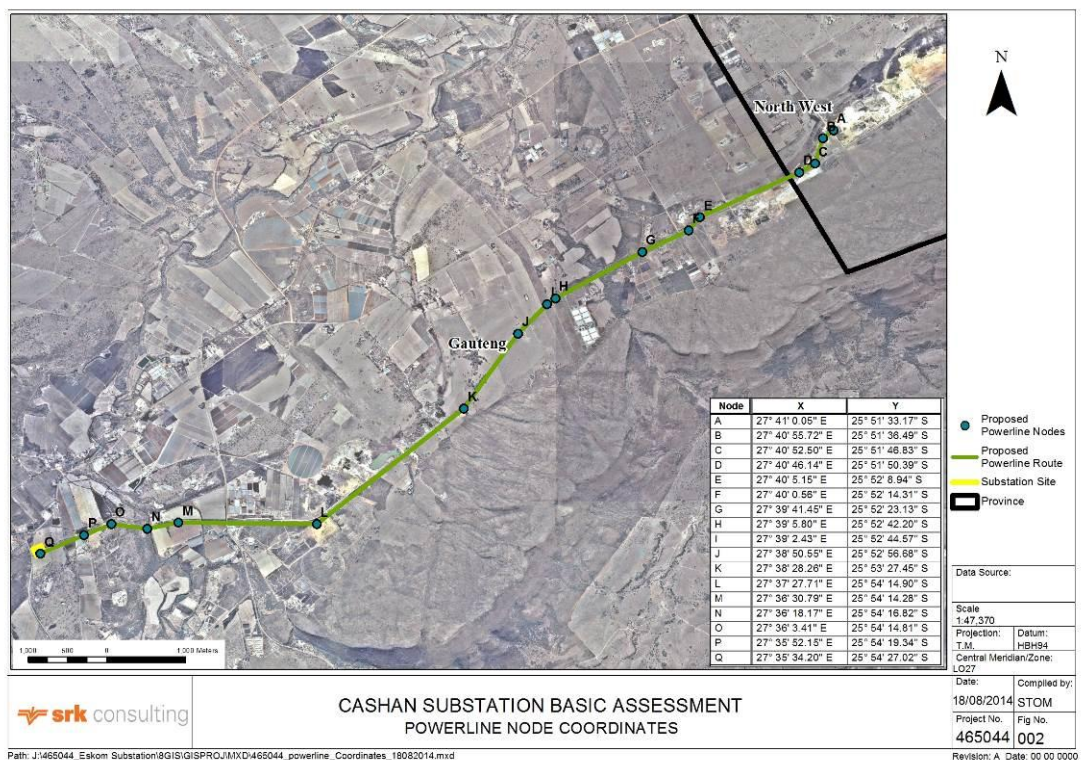 N
North West
A
B
C
D
E
F
G
H
I
J
Gauteng
K
L
M
N
O
P
Q
Node X Y
A 27° 41' 0.05" E 25° 51' 33.17" S
B 27° 40' 55.72" E 25° 51' 36.49" S
C 27° 40' 52.50" E 25° 51' 46.83" S
D 27° 40' 46.14" E 25° 51' 50.39" S
E 27° 40' 5.15" E 25° 52' 8.94" S
F 27° 40' 0.56" E 25° 52' 14.31" S
G 27° 39' 41.45" E 25° 52' 23.13" S
H 27° 39' 5.80" E 25° 52' 42.20" S
I 27° 39' 2.43" E 25° 52' 44.57" S
J 27° 38' 50.55" E 25° 52' 56.68" S
K 27° 38' 28.26" E 25° 53' 27.45" S
L 27° 37' 27.71" E 25° 54' 14.90" S
M 27° 36' 30.79" E 25° 54' 14.28" S
N 27° 36' 18.17" E 25° 54' 16.82" S
O 27° 36' 3.41" E 25° 54' 14.81" S
P 27° 35' 52.15" E 25° 54' 19.34" S
Q 27° 35' 34.20" E 25° 54' 27.02" S
Proposed
Powerline Nodes
Proposed
Powerline Route
Substation Site
Province
1,000 500 0 1,000 Meters
Data Source:
Scale
1:47,370
Projection: Datum:
T.M. HBH94
Central Meridian/Zone:
LO27
Date: Compiled by:
18/08/2014 STOM
Project No. Fig No.
465044 002
srk consulting
CASHAN SUBSTATION BASIC ASSESSMENT
POWERLINE NODE COORDINATES
Path: J:\465044_Eskom Substation\8GIS\GISPROJ\MXD\465044_powerline_Coordinates_18082014.mxd
Revision: A Date: 00 00 0000